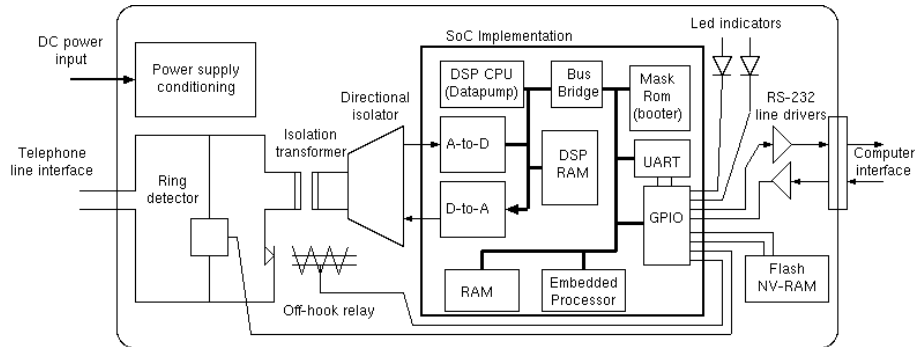 DC power
input
Power supply
conditioning
Telephone
line interface
Ring
detector
Isolation
transformer
Directional
isolator
Off-hook relay
SoC Implementation
DSP CPU
(Datapump)
Bus
Bridge
Mask
Rom
(booter)
A-to-D
DSP
RAM
UART
D-to-A
GPIO
RAM
Embedded
Processor
Led indicators
RS-232
line drivers
Computer
interface
Flash
NV-RAM